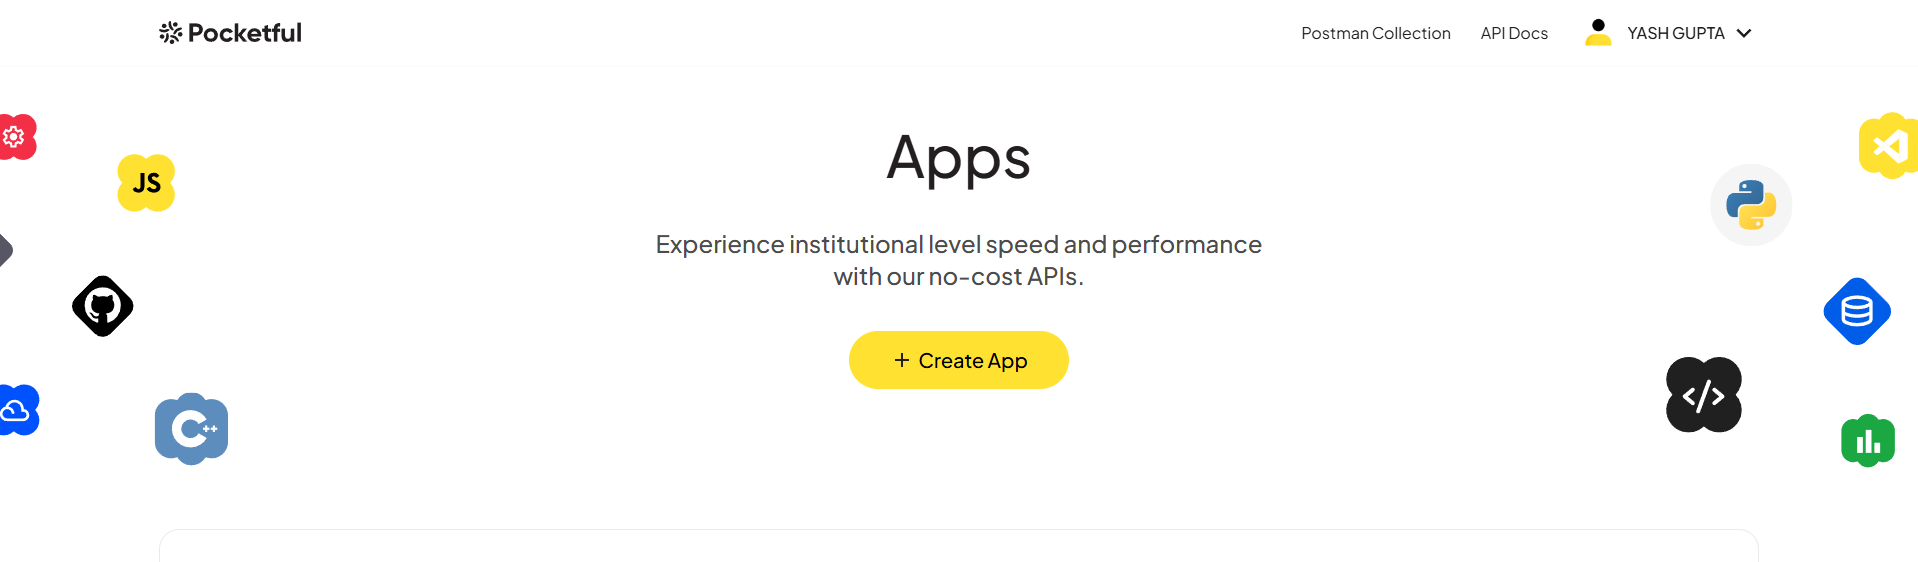 Pocketful
Postman Collection
API Docs
YASH GUPTA
Apps
JS
Experience institutional level speed and performance
with our no-cost APIs.
+ Create App
C++
</>